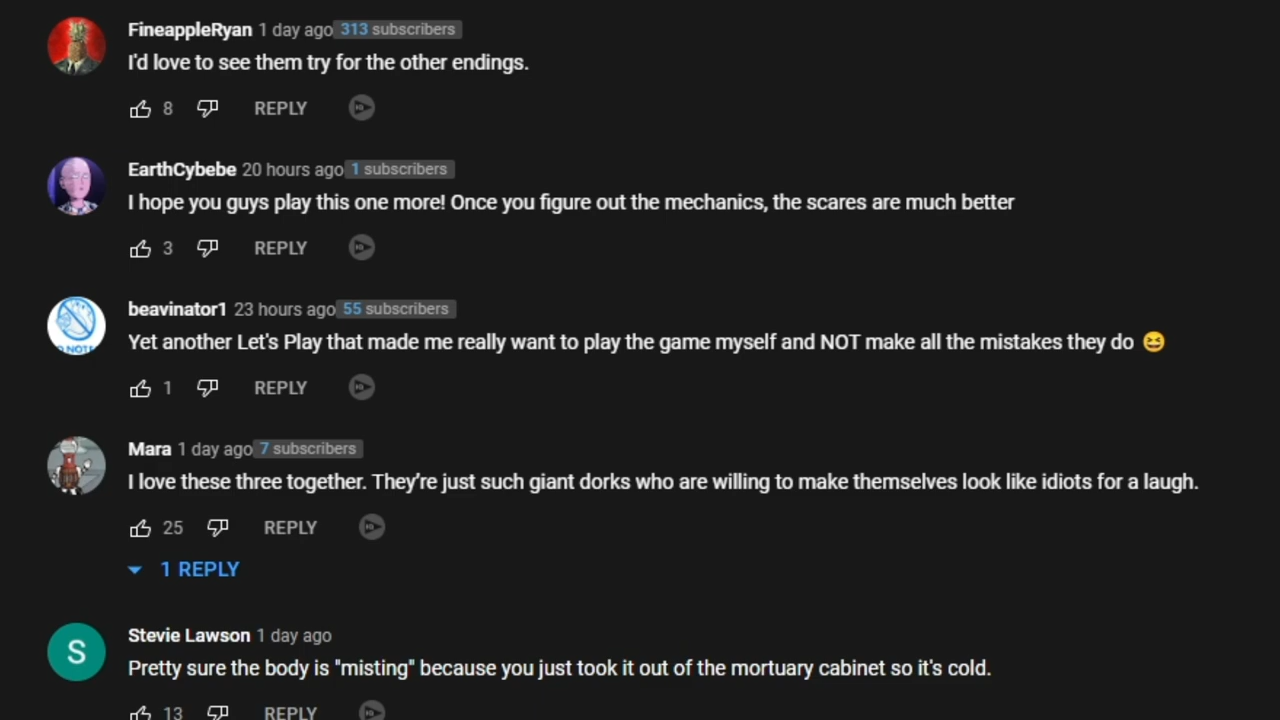 FineappleRyan 1 day ago 313 subscribers
I'd love to see them try for the other endings.
8 REPLY
EarthCybebe 20 hours ago 1 subscribers
I hope you guys play this one more! Once you figure out the mechanics, the scares are much better
3 REPLY
beavinator1 23 hours ago 55 subscribers
Yet another Let's Play that made me really want to play the game myself and NOT make all the mistakes they do 😆
1 REPLY
Mara 1 day ago 7 subscribers
I love these three together. They're just such giant dorks who are willing to make themselves look like idiots for a laugh.
25 REPLY
1 REPLY
S
Stevie Lawson 1 day ago
Pretty sure the body is "misting" because you just took it out of the mortuary cabinet so it's cold.
13 REPLY